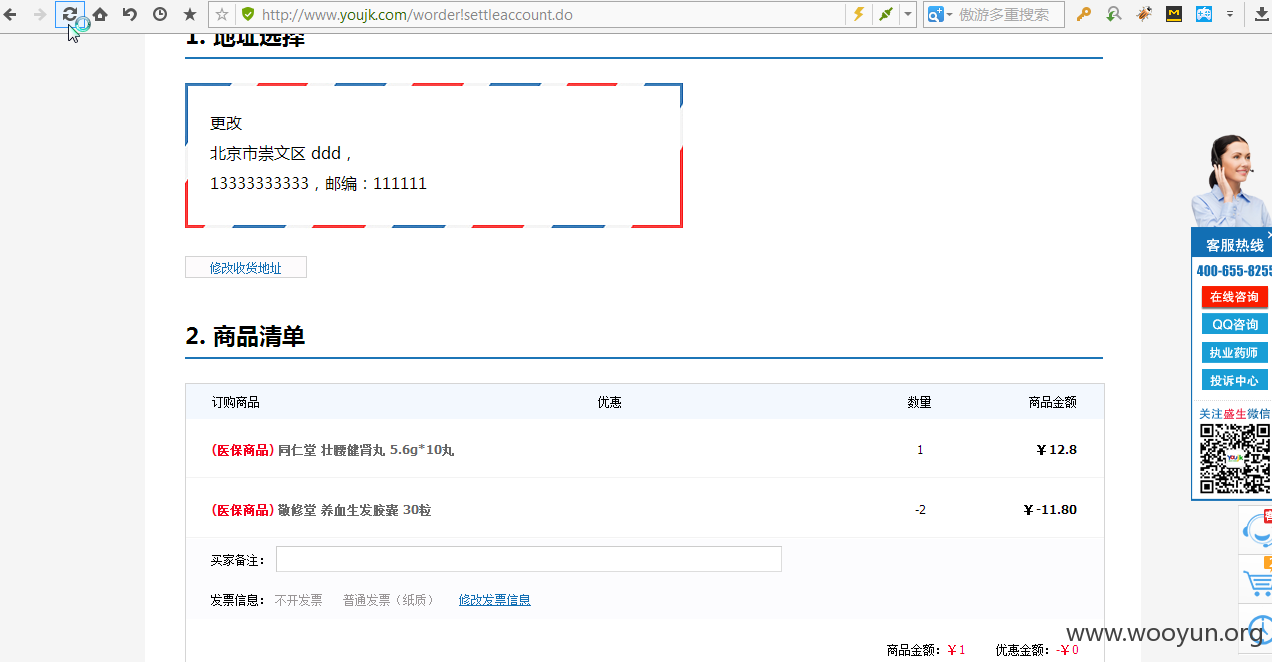 http://www.youjk.com/worder!settleaccount.do
傲游多重搜索
1. 地址选择
更改
北京市崇文区 ddd，
13333333333，邮编：111111
修改收货地址
2. 商品清单
订购商品 优惠 数量 商品金额
(医保商品) 同仁堂 壮腰健肾丸 5.6g*10丸 1 ￥12.8
(医保商品) 敬修堂 养血生发胶囊 30粒 -2 ￥-11.80
买家备注：
发票信息： 不开发票 普通发票（纸质） 修改发票信息
商品金额：￥1 优惠金额：-￥0
客服热线
400-655-8255
在线咨询
QQ咨询
执业药师
投诉中心
关注盛生微信
www.wooyun.org